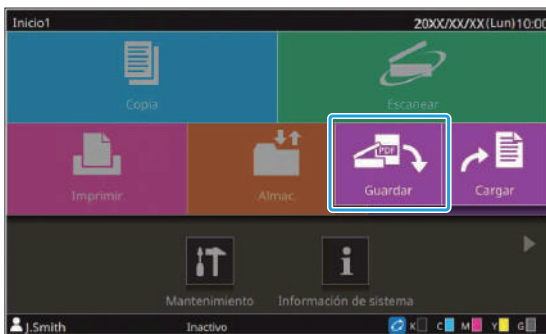 Inicio1 20XX/XX/XX(Lun)10:00
Copia Escanear
PDF
Imprimir Almac. Guardar Cargar
Mantenimiento Información de sistema
J.Smith Inactivo K C M Y G